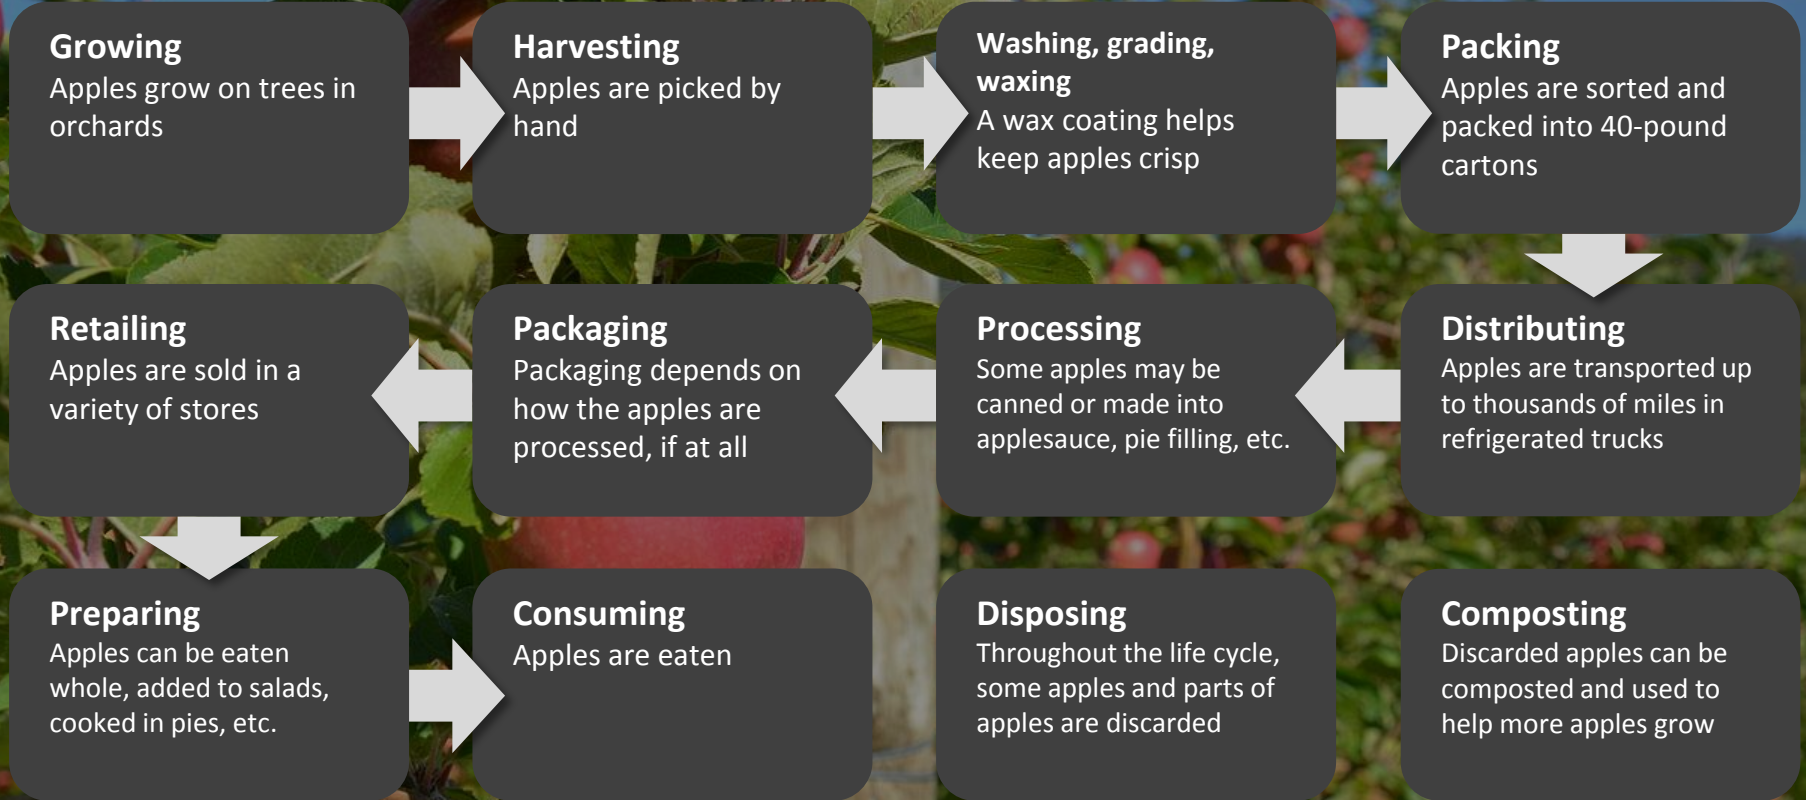 Growing
Apples grow on trees in
orchards
Harvesting
Apples are picked by
hand
Washing, grading,
waxing
A wax coating helps
keep apples crisp
Packing
Apples are sorted and
packed into 40-pound
cartons
Distributing
Apples are transported up
to thousands of miles in
refrigerated trucks
Processing
Some apples may be
canned or made into
applesauce, pie filling, etc.
Packaging
Packaging depends on
how the apples are
processed, if at all
Retailing
Apples are sold in a
variety of stores
Preparing
Apples can be eaten
whole, added to salads,
cooked in pies, etc.
Consuming
Apples are eaten
Disposing
Throughout the life cycle,
some apples and parts of
apples are discarded
Composting
Discarded apples can be
composted and used to
help more apples grow